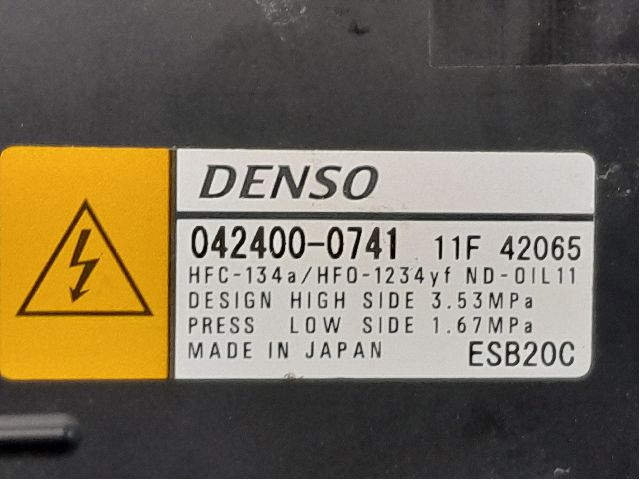 DENSO
042400-0741 11F 42065
HFC-134a/HFO-1234yf ND-OIL11
DESIGN HIGH SIDE 3.53MPa
PRESS LOW SIDE 1.67MPa
MADE IN JAPAN ESB20C